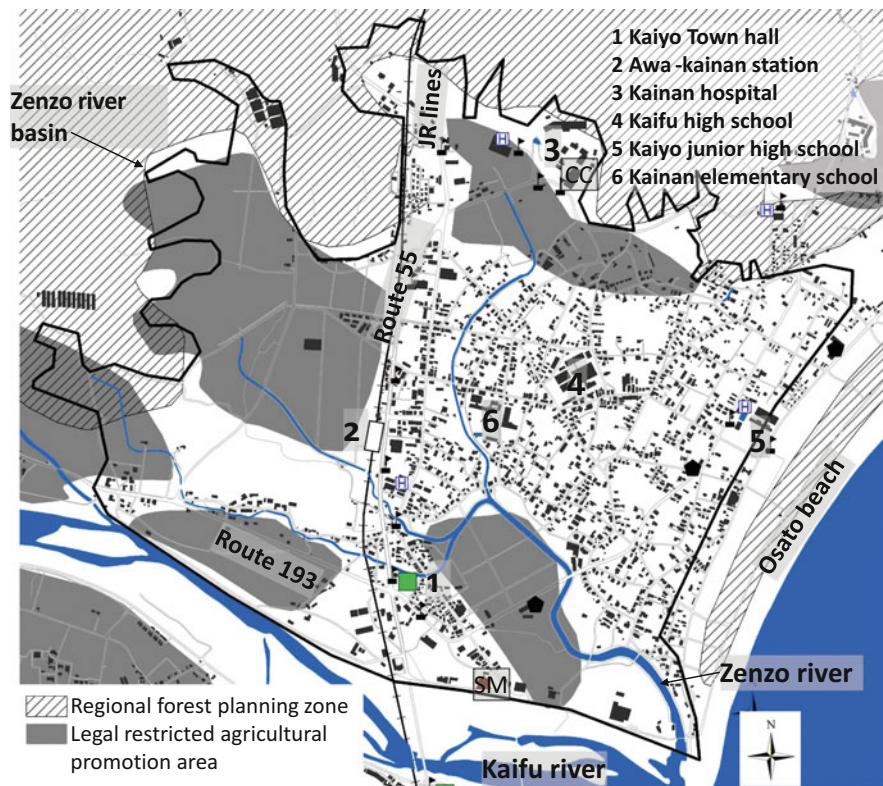 1 Kaiyo Town hall
2 Awa -kainan station
3 Kainan hospital
4 Kaifu high school
5 Kaiyo junior high school
6 Kainan elementary school
Zenzo river
basin
JR lines
H
3
CC
H
Route 55
4
2
6
H
5
H
Osato beach
Route 193
1
SM
Zenzo river
Regional forest planning zone
Legal restricted agricultural
promotion area
Kaifu river
N